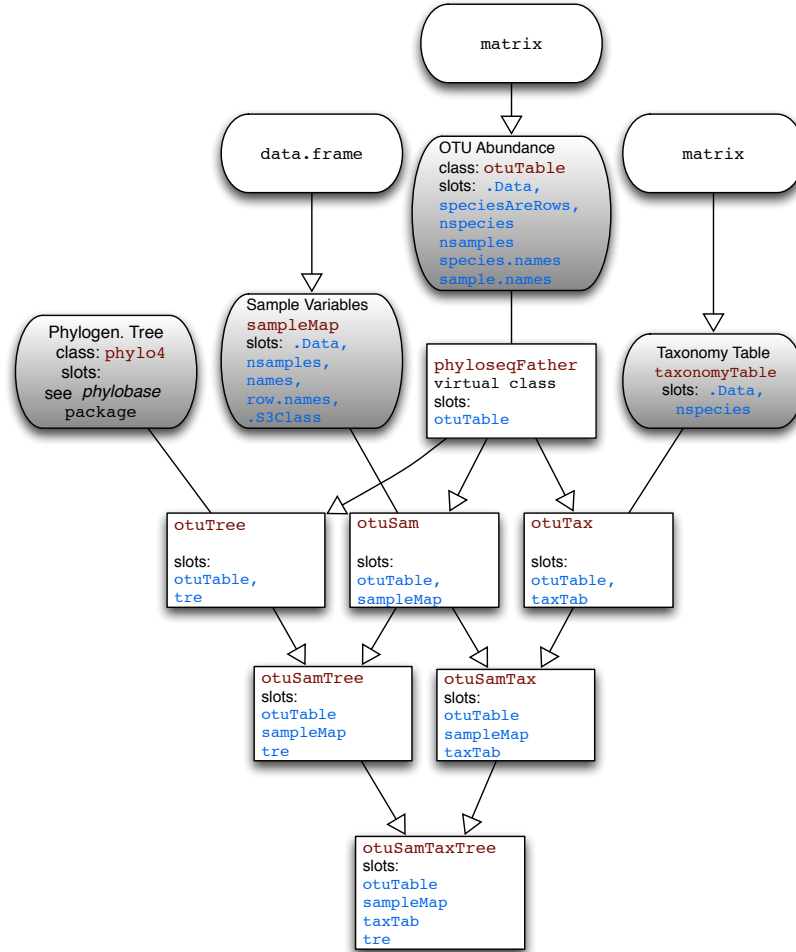 matrix
data.frame
OTU Abundance
class: otuTable
slots: .Data,
speciesAreRows,
nspecies
nsamples
species.names
sample.names
matrix
Phylogen. Tree
class: phylo4
slots:
see phylobase
package
Sample Variables
sampleMap
slots: .Data,
nsamples,
names,
row.names,
.S3Class
phyloseqFather
virtual class
slots:
otuTable
Taxonomy Table
taxonomyTable
slots: .Data,
nspecies
otuTree
slots:
otuTable,
tre
otuSam
slots:
otuTable,
sampleMap
otuTax
slots:
otuTable,
taxTab
otuSamTree
slots:
otuTable
sampleMap
tre
otuSamTax
slots:
otuTable
sampleMap
taxTab
otuSamTaxTree
slots:
otuTable
sampleMap
taxTab
tre